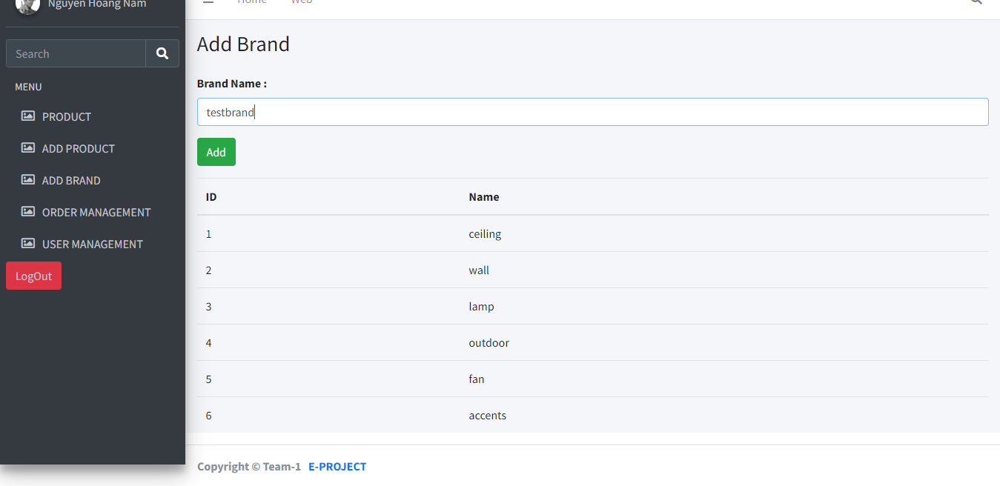 Nguyen Hoang Nam
Home Web
Search
MENU
PRODUCT
ADD PRODUCT
ADD BRAND
ORDER MANAGEMENT
USER MANAGEMENT
LogOut
Add Brand
Brand Name :
testbrand
Add
ID Name
1 ceiling
2 wall
3 lamp
4 outdoor
5 fan
6 accents
Copyright © Team-1 E-PROJECT